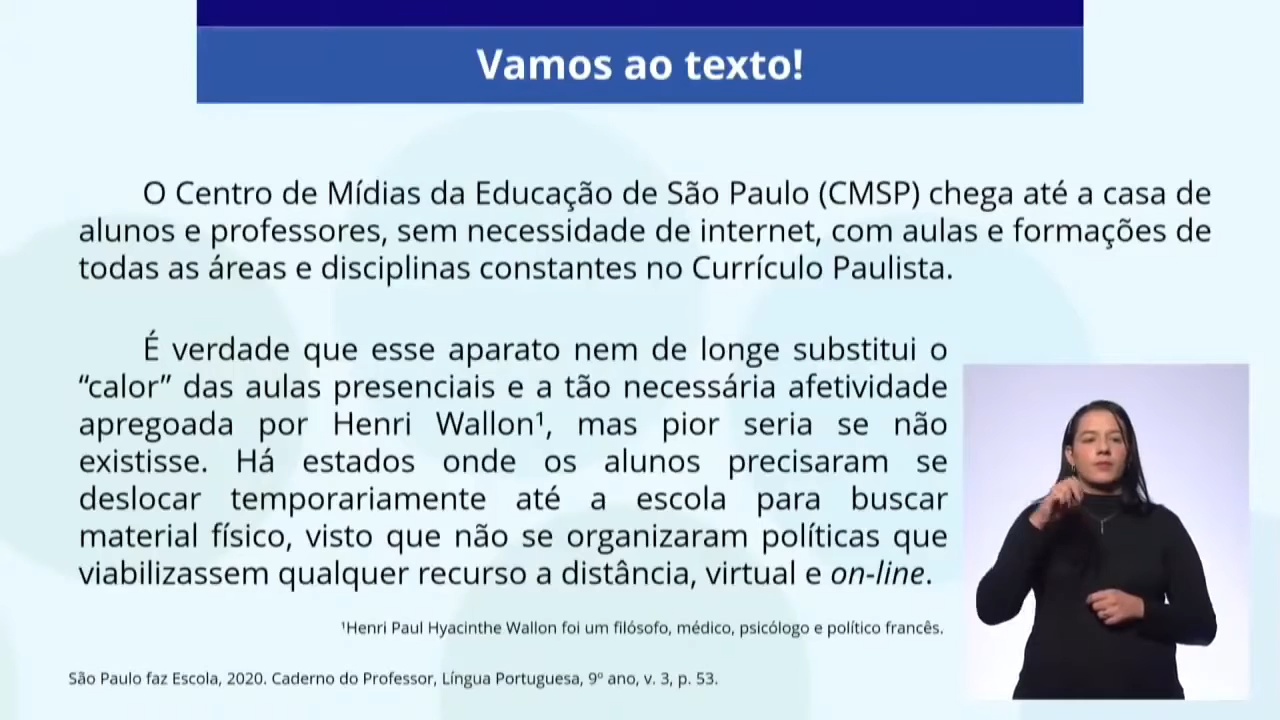 Vamos ao texto!
O Centro de Mídias da Educação de São Paulo (CMSP) chega até a casa de
alunos e professores, sem necessidade de internet, com aulas e formações de
todas as áreas e disciplinas constantes no Currículo Paulista.
É verdade que esse aparato nem de longe substitui o
“calor” das aulas presenciais e a tão necessária afetividade
apregoada por Henri Wallon¹, mas pior seria se não
existisse. Há estados onde os alunos precisaram se
deslocar temporariamente até a escola para buscar
material físico, visto que não se organizaram políticas que
viabilizassem qualquer recurso a distância, virtual e on-line.
¹Henri Paul Hyacinthe Wallon foi um filósofo, médico, psicólogo e político francês.
São Paulo faz Escola, 2020. Caderno do Professor, Língua Portuguesa, 9º ano, v. 3, p. 53.